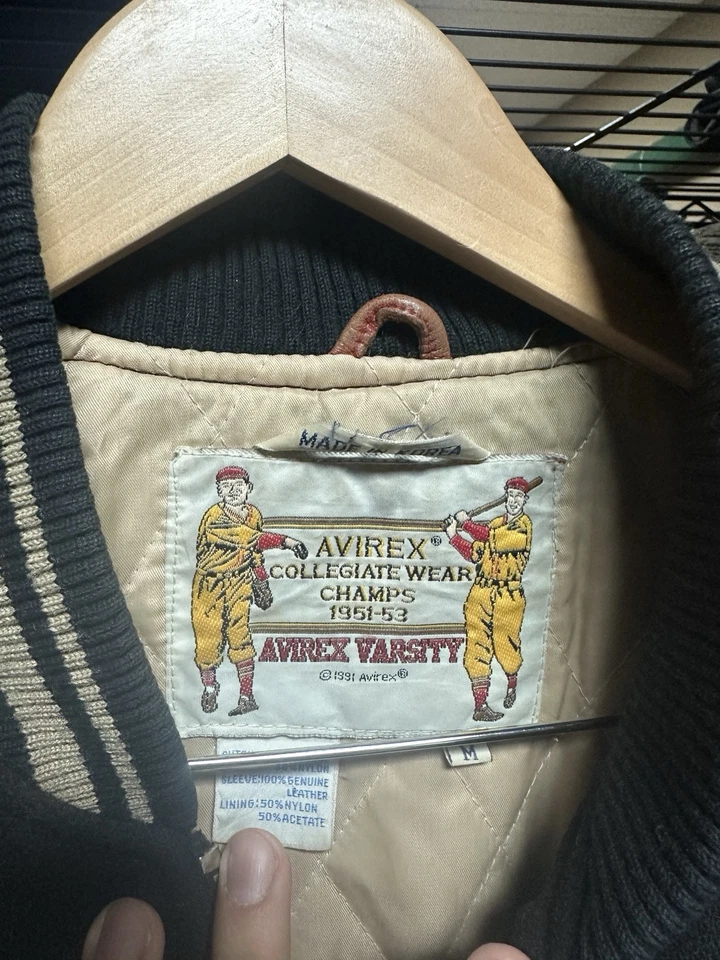 MADE IN KOREA
AVIREX®
COLLEGIATE WEAR
CHAMPS
1951-53
AVIREX VARSITY
©1991 Avirex®
NYLON
SLEEVE:100%GENUINE
LEATHER
LINING:50%NYLON
50%ACETATE
M